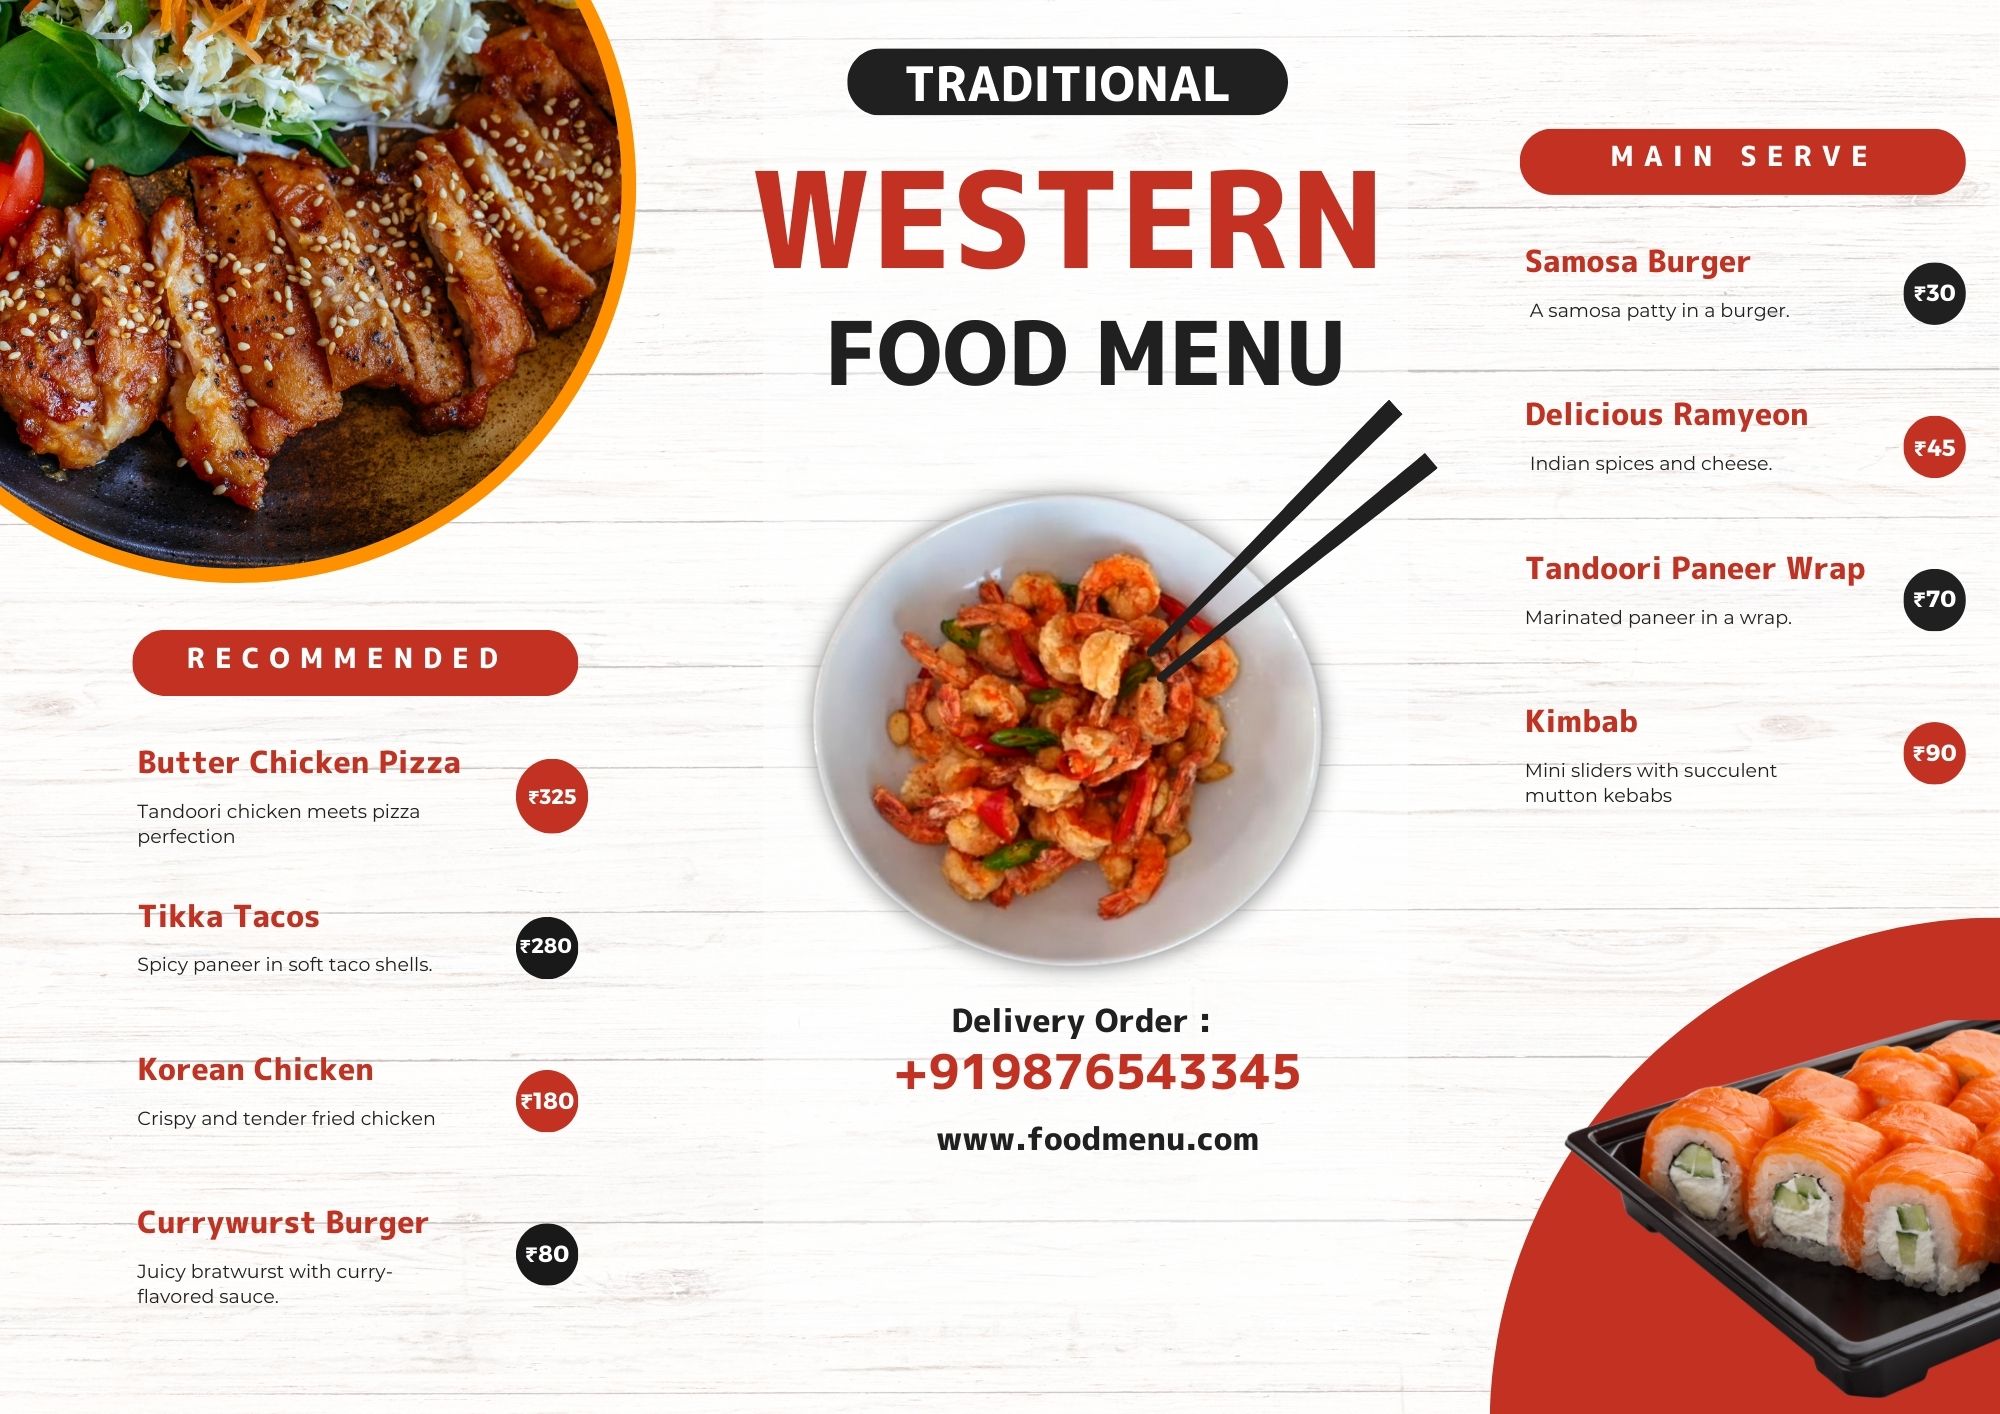 TRADITIONAL
WESTERN
FOOD MENU
RECOMMENDED
Butter Chicken Pizza
₹325
Tandoori chicken meets pizza
perfection
Tikka Tacos
₹280
Spicy paneer in soft taco shells.
Korean Chicken
₹180
Crispy and tender fried chicken
Currywurst Burger
₹80
Juicy bratwurst with curry-
flavored sauce.
Delivery Order :
+919876543345
www.foodmenu.com
MAIN SERVE
Samosa Burger
₹30
A samosa patty in a burger.
Delicious Ramyeon
₹45
Indian spices and cheese.
Tandoori Paneer Wrap
₹70
Marinated paneer in a wrap.
Kimbab
₹90
Mini sliders with succulent
mutton kebabs